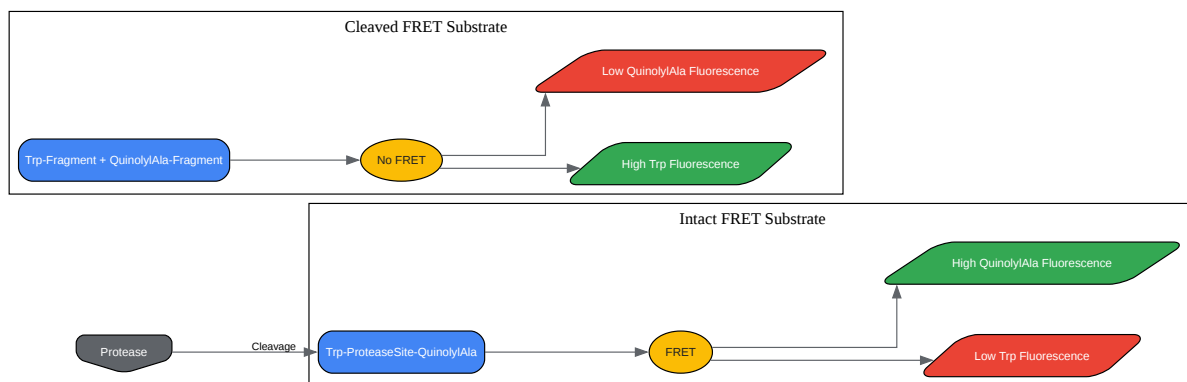 Cleaved FRET Substrate
Low QuinolylAla Fluorescence
Trp-Fragment + QuinolylAla-Fragment
No FRET
High Trp Fluorescence
Intact FRET Substrate
High QuinolylAla Fluorescence
Protease
Cleavage
Trp-ProteaseSite-QuinolylAla
FRET
Low Trp Fluorescence